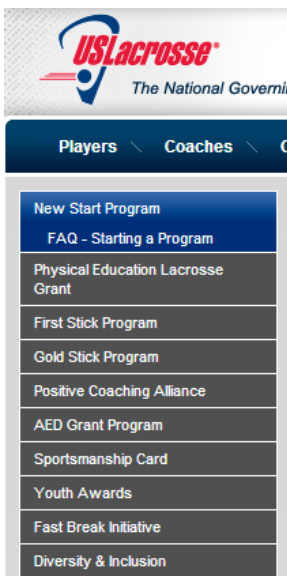 USLacrosse
The National Governi
Players
Coaches
New Start Program
FAQ - Starting a Program
Physical Education Lacrosse
Grant
First Stick Program
Gold Stick Program
Positive Coaching Alliance
AED Grant Program
Sportsmanship Card
Youth Awards
Fast Break Initiative
Diversity & Inclusion